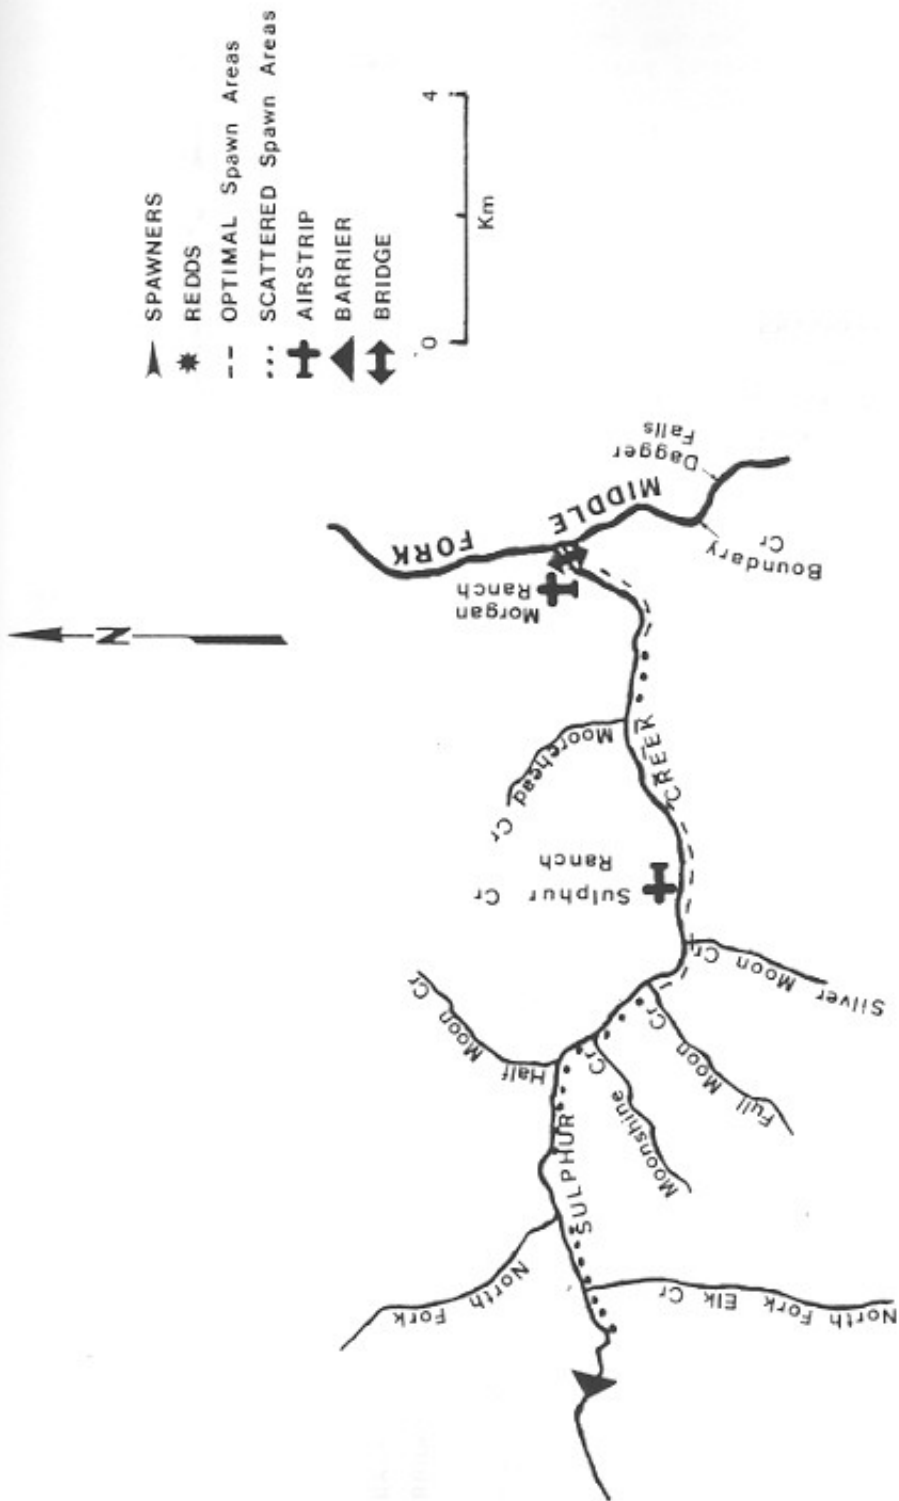 SPAWNERS
REDDS
OPTIMAL Spawn Areas
SCATTERED Spawn Areas
AIRSTRIP
BARRIER
BRIDGE
0
4
Km
N
FORK
MIDDLE
Dagger
Falls
Boundary
Cr
Morgan
Ranch
Moorehead Cr
CREEK
Sulphur Cr
Ranch
Silver Moon Cr
Full Moon Cr
Moonshine Cr
Half Moon Cr
SULPHUR
North Fork
North Fork Elk Cr